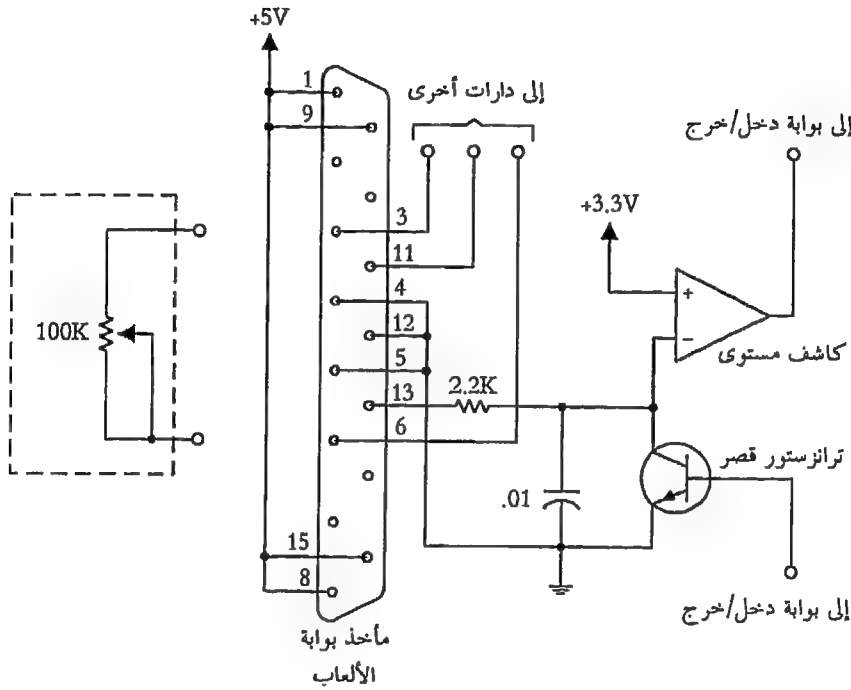 +5V
1
9
إلى دارات أخرى
إلى بوابة دخل/خرج
3
+3.3V
11
4
+
100K
12
−
كاشف مستوى
5
2.2K
13
6
ترانزستور قصر
.01
15
8
إلى بوابة دخل/خرج
مأخذ بوابة
الألعاب